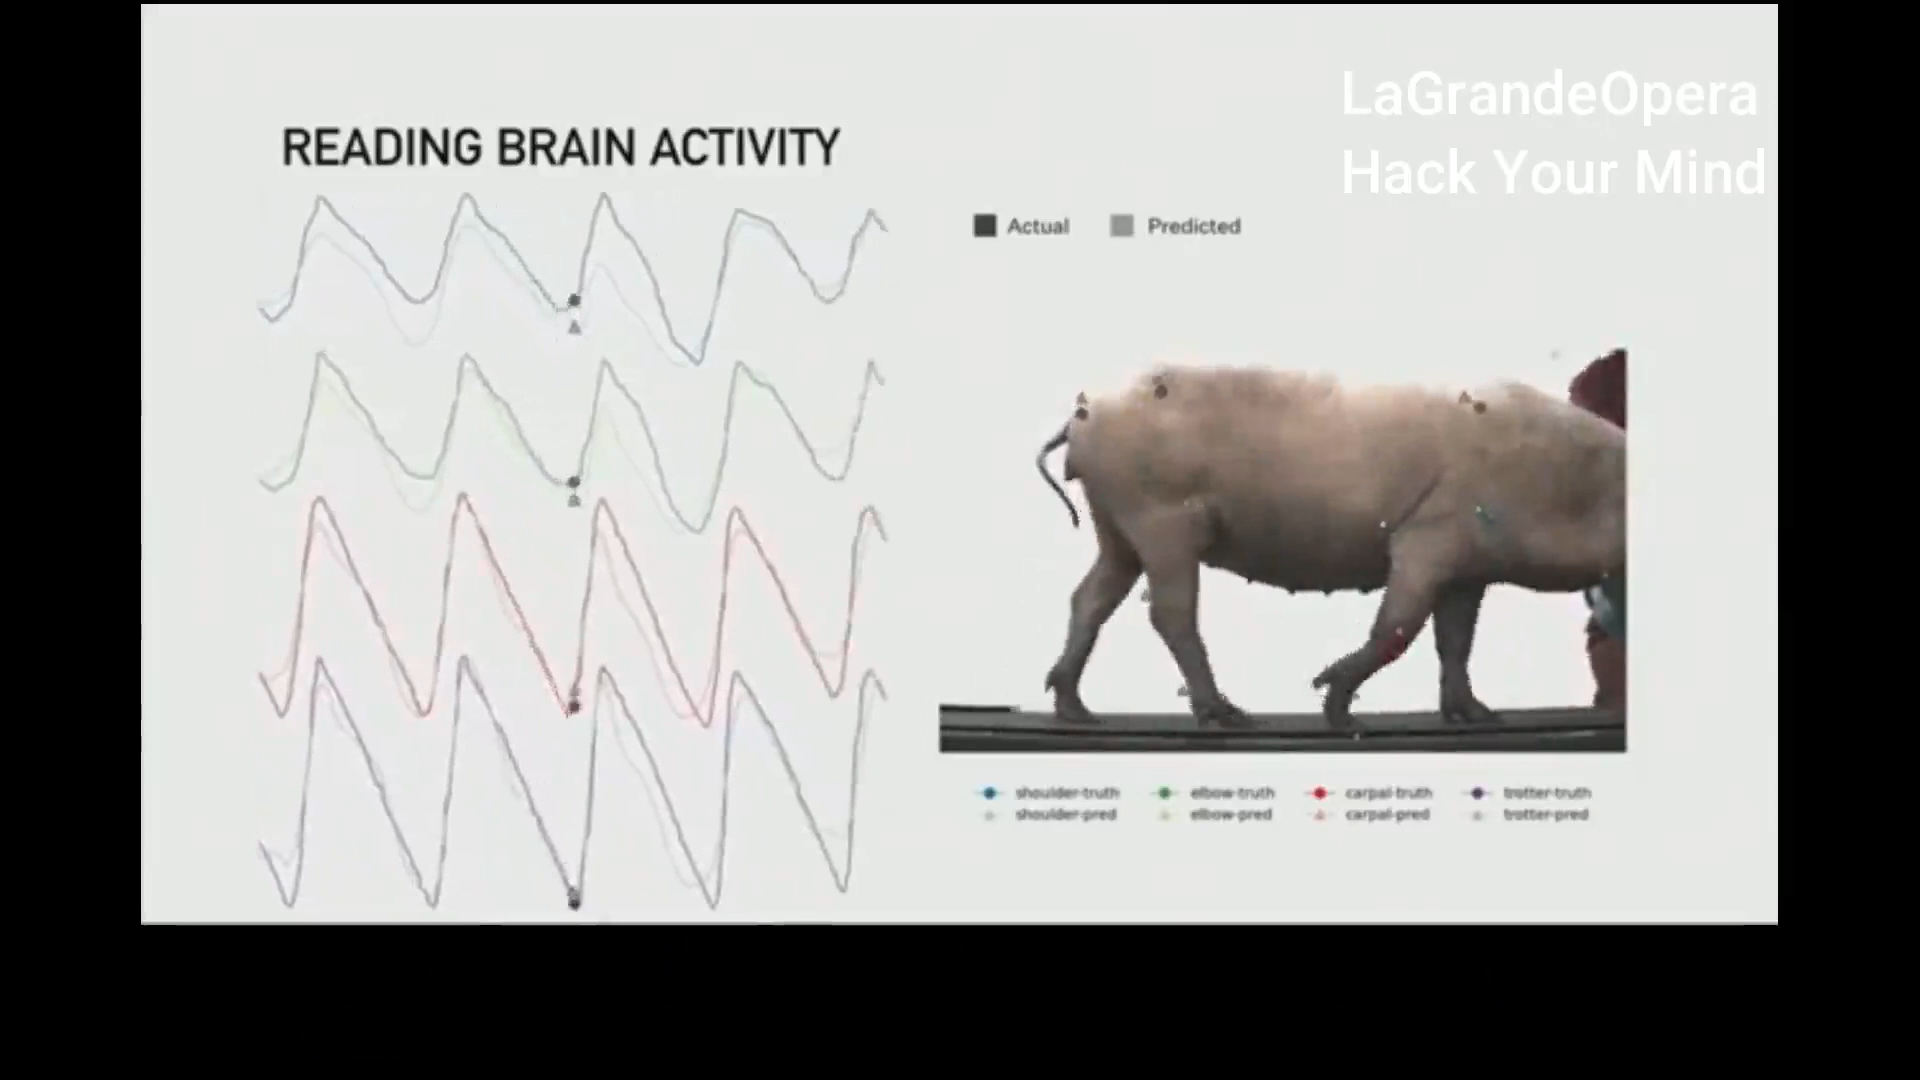 LaGrandeOpera
Hack Your Mind
READING BRAIN ACTIVITY
Actual Predicted
shoulder-truth elbow-truth carpal-truth trotter-truth
shoulder-pred elbow-pred carpal-pred trotter-pred